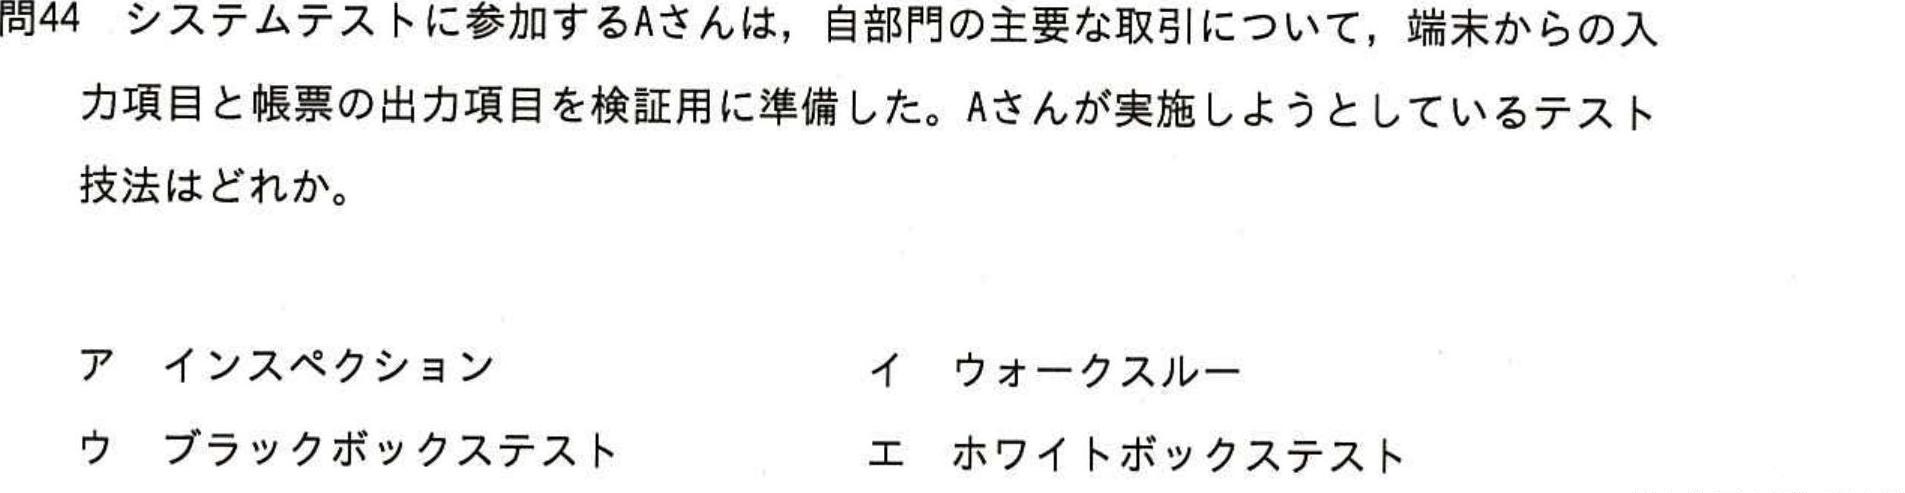 問44　システムテストに参加するAさんは，自部門の主要な取引について，端末からの入
力項目と帳票の出力項目を検証用に準備した。Aさんが実施しようとしているテスト
技法はどれか。
ア　インスペクション　イ　ウォークスルー
ウ　ブラックボックステスト　エ　ホワイトボックステスト